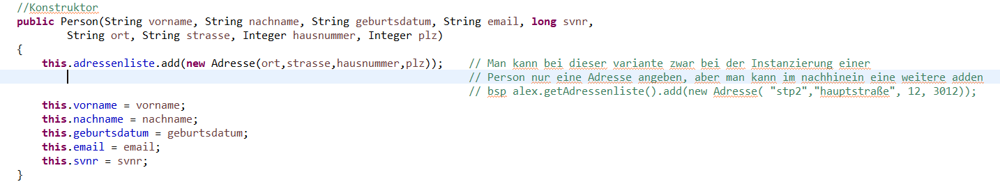 //Konstruktor
public Person(String vorname, String nachname, String geburtsdatum, String email, long svnr,
String ort, String strasse, Integer hausnummer, Integer plz)
{
this.adressenliste.add(new Adresse(ort,strasse,hausnummer,plz)); // Man kann bei dieser variante zwar bei der Instanzierung einer
// Person nur eine Adresse angeben, aber man kann im nachhinein eine weitere adden
// bsp alex.getAdressenliste().add(new Adresse( "stp2","hauptstraße", 12, 3012));
this.vorname = vorname;
this.nachname = nachname;
this.geburtsdatum = geburtsdatum;
this.email = email;
this.svnr = svnr;
}